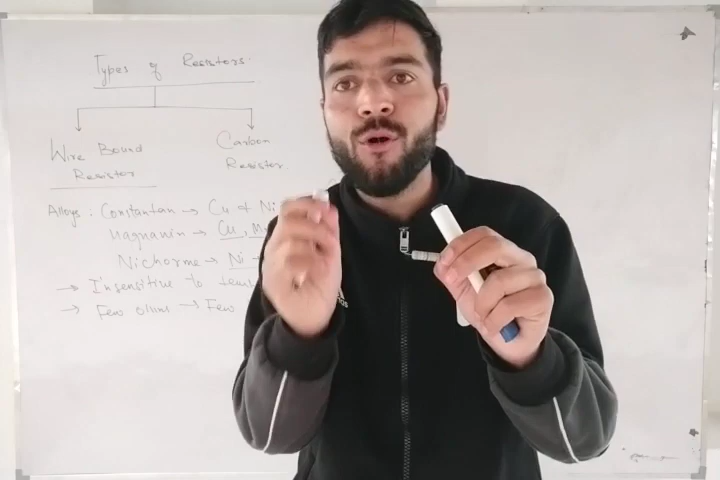 Types of Resistors:
Wire Bound
Resistor
Carbon
Resistor.
Alloys: Constantan → Cu & Ni
Magnanin → Cu, M
Nichorme → Ni
→ Insensitive to
→ Few ohms → Few